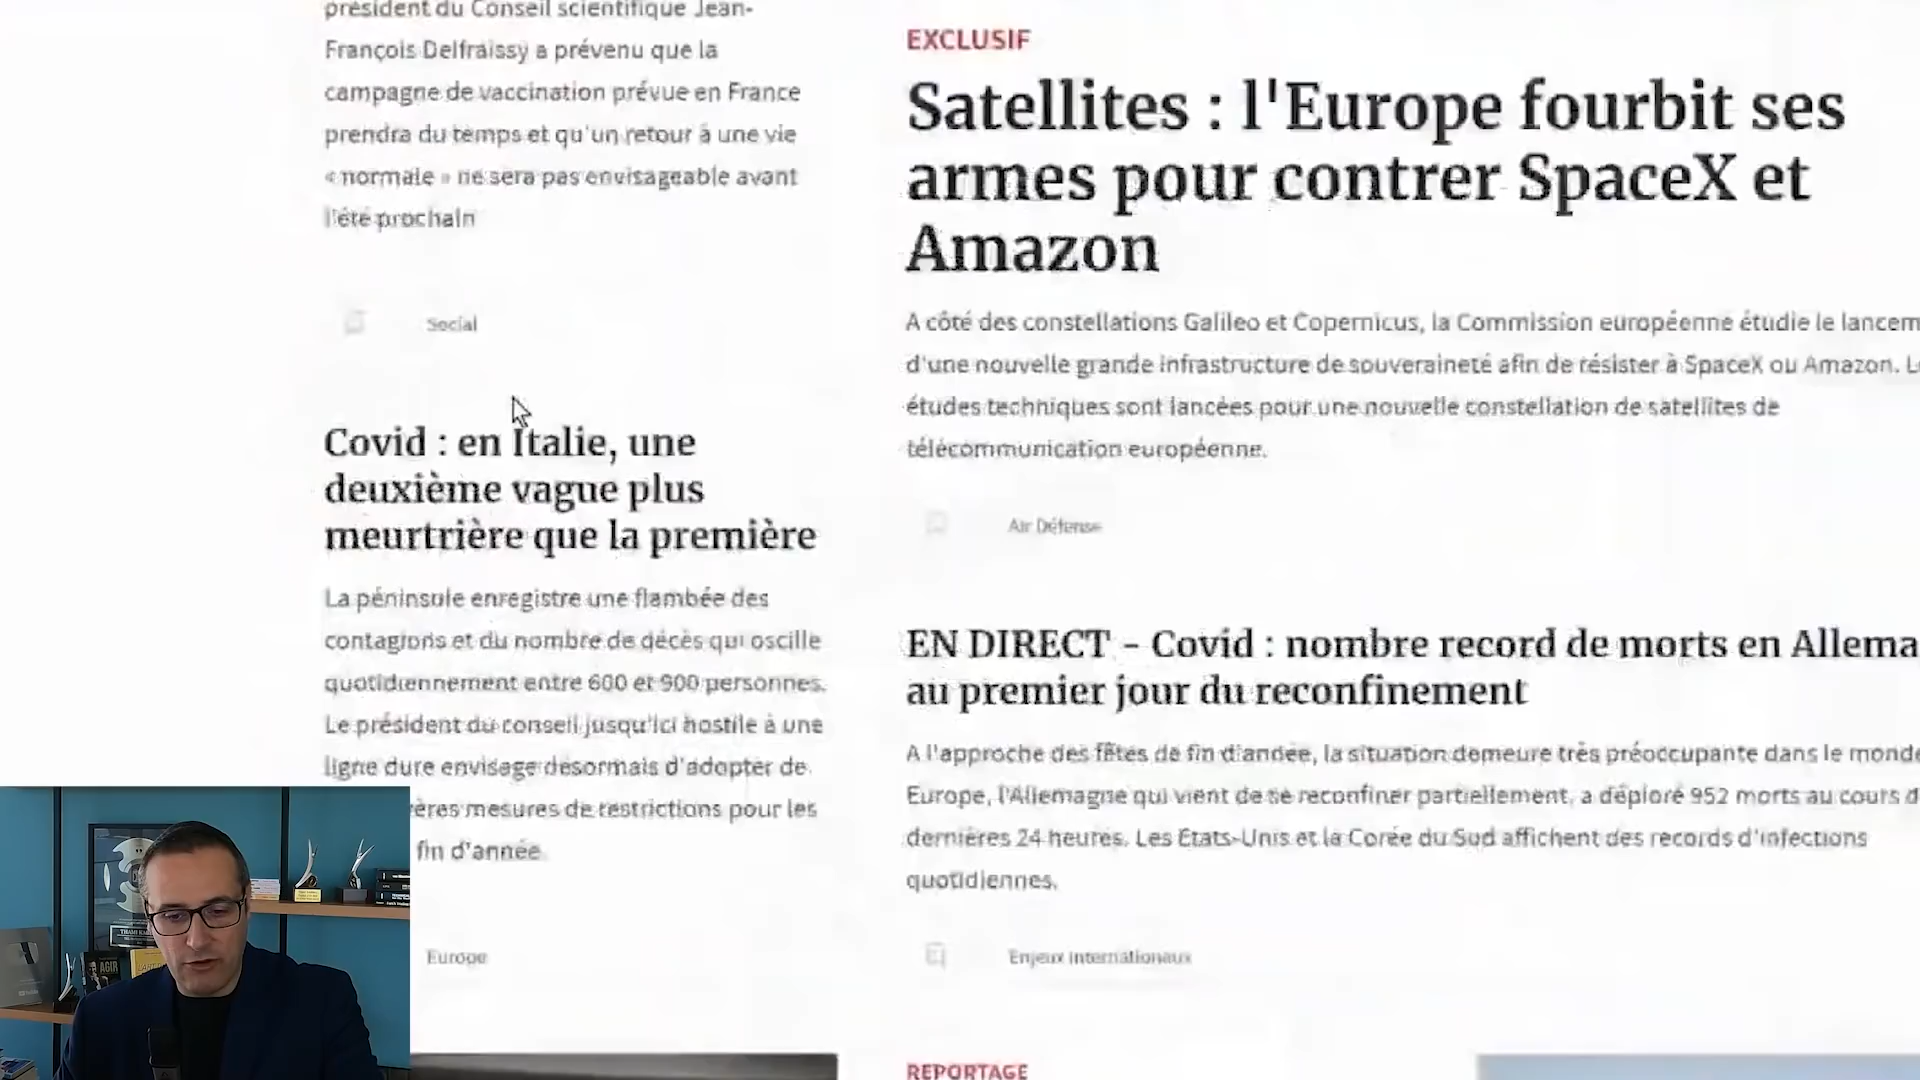 président du Conseil scientifique Jean-
François Delfraissy a prévenu que la
campagne de vaccination prévue en France
prendra du temps et qu'un retour à une vie
« normale » ne sera pas envisageable avant
l'été prochain
Social
Covid : en Italie, une
deuxième vague plus
meurtrière que la première
La péninsule enregistre une flambée des
contagions et du nombre de décès qui oscille
quotidiennement entre 600 et 900 personnes.
Le président du conseil jusqu'ici hostile à une
ligne dure envisage désormais d'adopter de
ères mesures de restrictions pour les
fin d'année.
Europe
EXCLUSIF
Satellites : l'Europe fourbit ses
armes pour contrer SpaceX et
Amazon
A côté des constellations Galileo et Copernicus, la Commission européenne étudie le lancem
d'une nouvelle grande infrastructure de souveraineté afin de résister à SpaceX ou Amazon. L
études techniques sont lancées pour une nouvelle constellation de satellites de
télécommunication européenne.
Air Défense
EN DIRECT - Covid : nombre record de morts en Allema
au premier jour du reconfinement
A l'approche des fêtes de fin d'année, la situation demeure très préoccupante dans le monde
Europe, l'Allemagne qui vient de se reconfiner partiellement, a déploré 952 morts au cours d
dernières 24 heures. Les Etats-Unis et la Corée du Sud affichent des records d'infections
quotidiennes.
Enjeux internationaux
REPORTAGE
AGIR